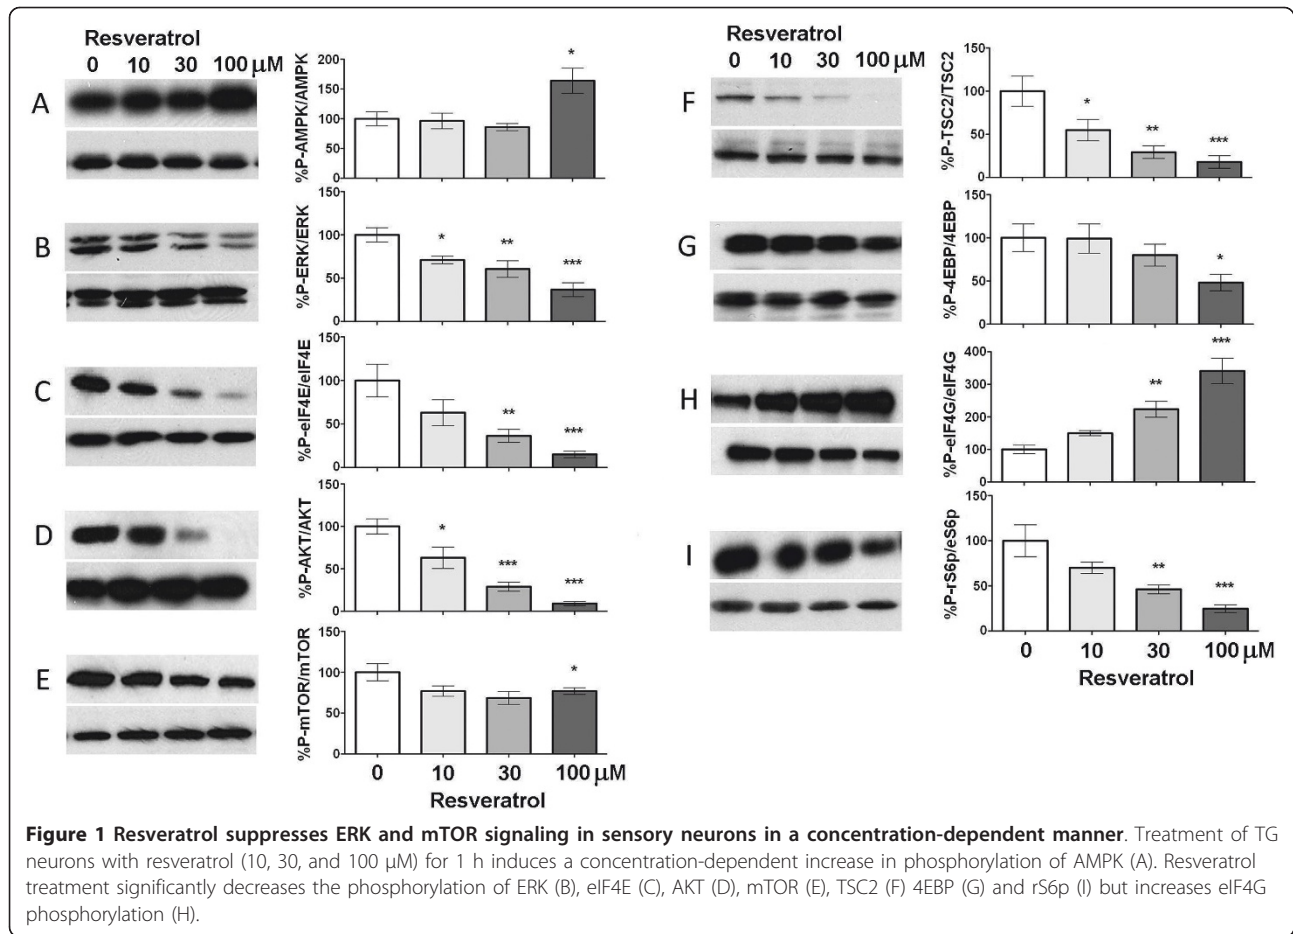 Resveratrol
0 10 30 100 μM
A
%P-AMPK/AMPK
200
150
100
50
0
*
B
%P-ERK/ERK
150
100
50
0
* ** ***
C
%P-eIF4E/eIF4E
150
100
50
0
** ***
D
%P-AKT/AKT
150
100
50
0
* *** ***
E
%P-mTOR/mTOR
150
100
50
0
*
0 10 30 100 μM
Resveratrol
Resveratrol
0 10 30 100 μM
F
%P-TSC2/TSC2
150
100
50
0
* ** ***
G
%P-4EBP/4EBP
150
100
50
0
*
H
%P-eIF4G/eIF4G
400
300
200
100
0
** ***
I
%P-rS6p/eS6p
150
100
50
0
** ***
0 10 30 100 μM
Resveratrol
Figure 1 Resveratrol suppresses ERK and mTOR signaling in sensory neurons in a concentration-dependent manner. Treatment of TG
neurons with resveratrol (10, 30, and 100 μM) for 1 h induces a concentration-dependent increase in phosphorylation of AMPK (A). Resveratrol
treatment significantly decreases the phosphorylation of ERK (B), eIF4E (C), AKT (D), mTOR (E), TSC2 (F) 4EBP (G) and rS6p (I) but increases eIF4G
phosphorylation (H).